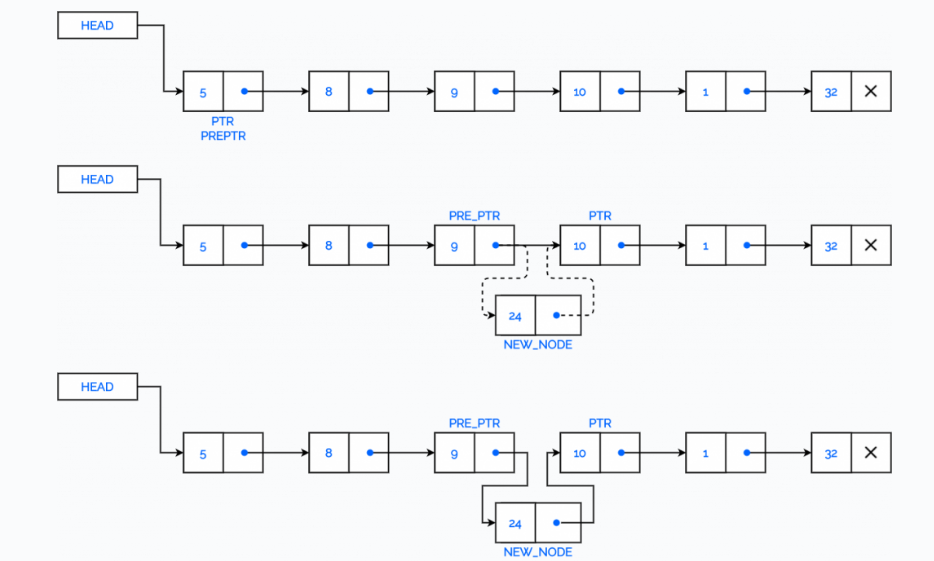 HEAD
5 8 9 10 1 32 X
PTR
PREPTR
HEAD
PRE_PTR PTR
5 8 9 10 1 32 X
24
NEW_NODE
HEAD
PRE_PTR PTR
5 8 9 10 1 32 X
24
NEW_NODE